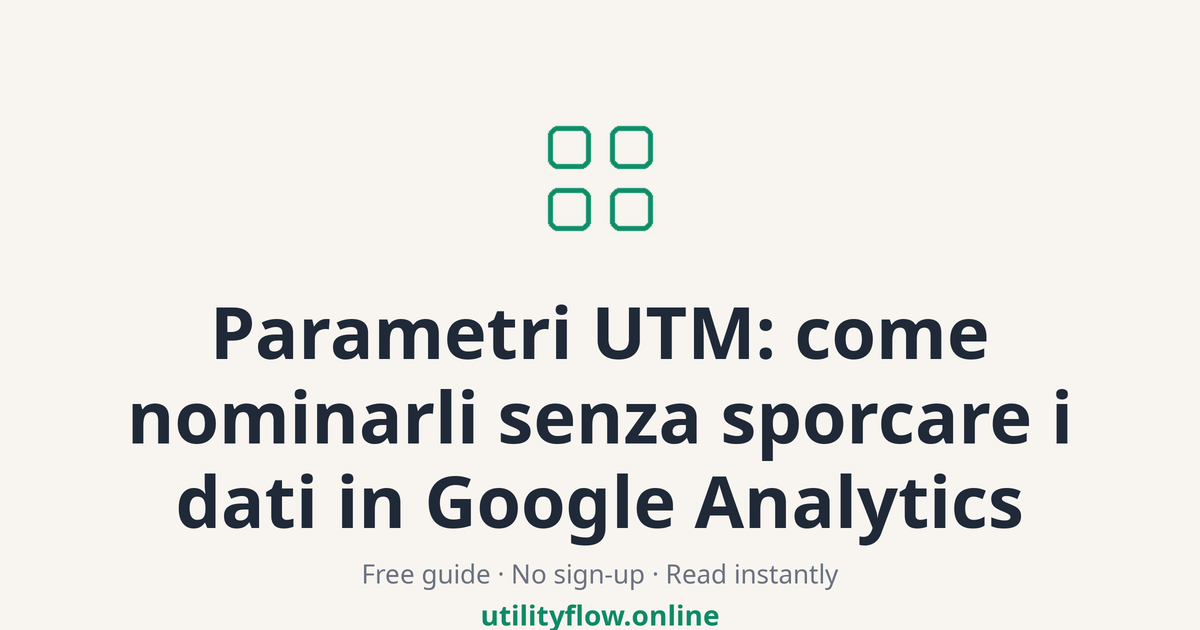 Parametri UTM: come
nominarli senza sporcare i
dati in Google Analytics
Free guide · No sign-up · Read instantly
utilityflow.online